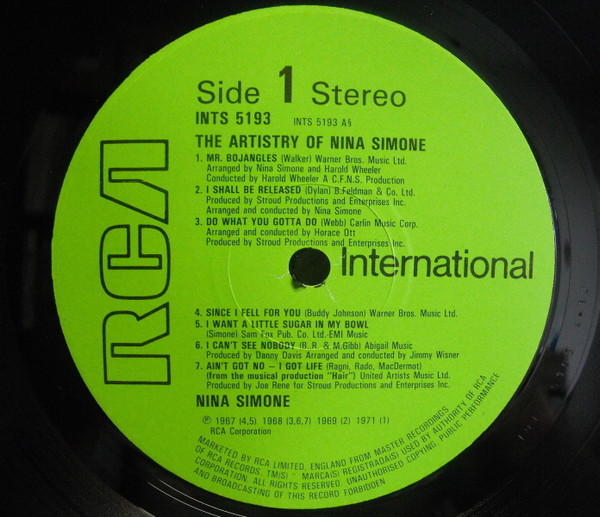 RCA
Side 1 Stereo
INTS 5193 INTS 5193 A§
THE ARTISTRY OF NINA SIMONE
1. MR. BOJANGLES (Walker) Warner Bros. Music Ltd.
Arranged by Nina Simone and Harold Wheeler
Conducted by Harold Wheeler A C.F.N.S. Production
2. I SHALL BE RELEASED (Dylan) B.Feldman & Co. Ltd.
Produced by Stroud Productions and Enterprises Inc.
Arranged and conducted by Nina Simone
3. DO WHAT YOU GOTTA DO (Webb) Carlin Music Corp.
Arranged and conducted by Horace Ott
Produced by Stroud Productions and Enterprises Inc.
International
4. SINCE I FELL FOR YOU (Buddy Johnson) Warner Bros. Music Ltd.
5. I WANT A LITTLE SUGAR IN MY BOWL
(Simone) Sam Fox Pub. Co. Ltd.-EMI Music
6. I CAN'T SEE NOBODY (B., R. & M.Gibb) Abigail Music
Produced by Danny Davis Arranged and conducted by Jimmy Wisner
7. AIN'T GOT NO – I GOT LIFE (Ragni, Rado, MacDermot)
(from the musical production "Hair") United Artists Music Ltd.
Produced by Joe Rene for Stroud Productions and Enterprises Inc.
NINA SIMONE
℗ 1967 (4,5). 1968 (3,6,7) 1969 (2) 1971 (1)
RCA Corporation
MARKETED BY RCA LIMITED, ENGLAND FROM MASTER RECORDINGS
OF RCA RECORDS. TM(S) ® MARCA(S) REGISTRADA(S) USED BY AUTHORITY OF RCA
CORPORATION. ALL RIGHTS RESERVED. UNAUTHORISED COPYING, PUBLIC PERFORMANCE
AND BROADCASTING OF THIS RECORD FORBIDDEN